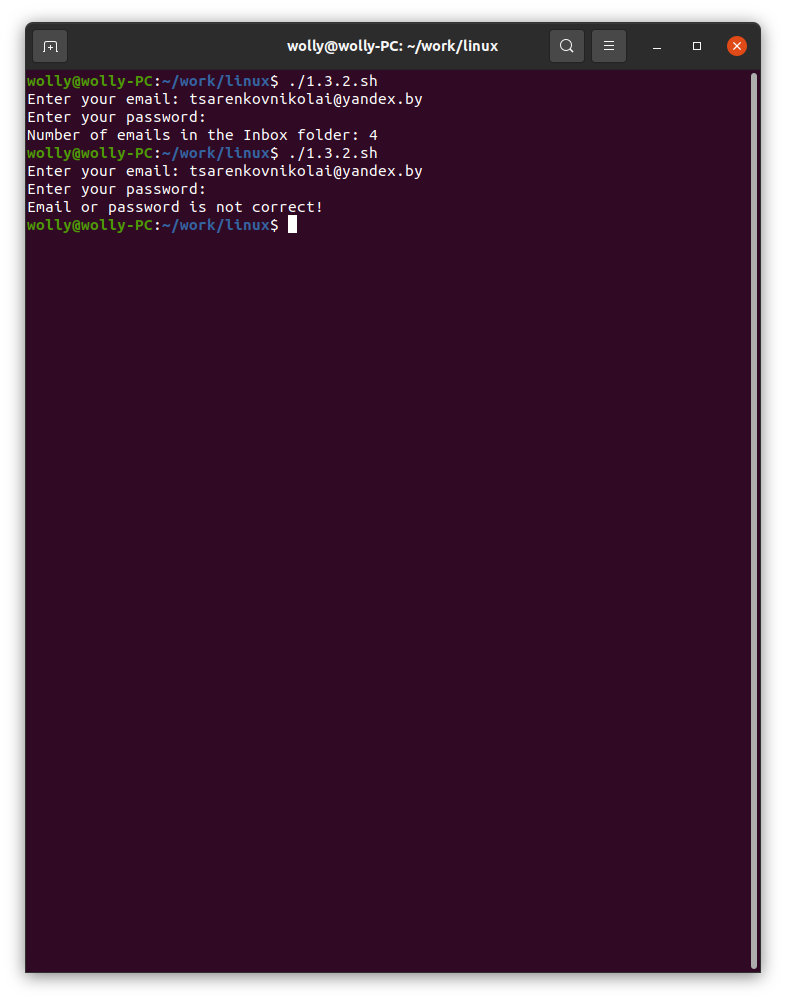 wolly@wolly-PC: ~/work/linux
wolly@wolly-PC:~/work/linux$ ./1.3.2.sh
Enter your email: tsarenkovnikolai@yandex.by
Enter your password:
Number of emails in the Inbox folder: 4
wolly@wolly-PC:~/work/linux$ ./1.3.2.sh
Enter your email: tsarenkovnikolai@yandex.by
Enter your password:
Email or password is not correct!
wolly@wolly-PC:~/work/linux$